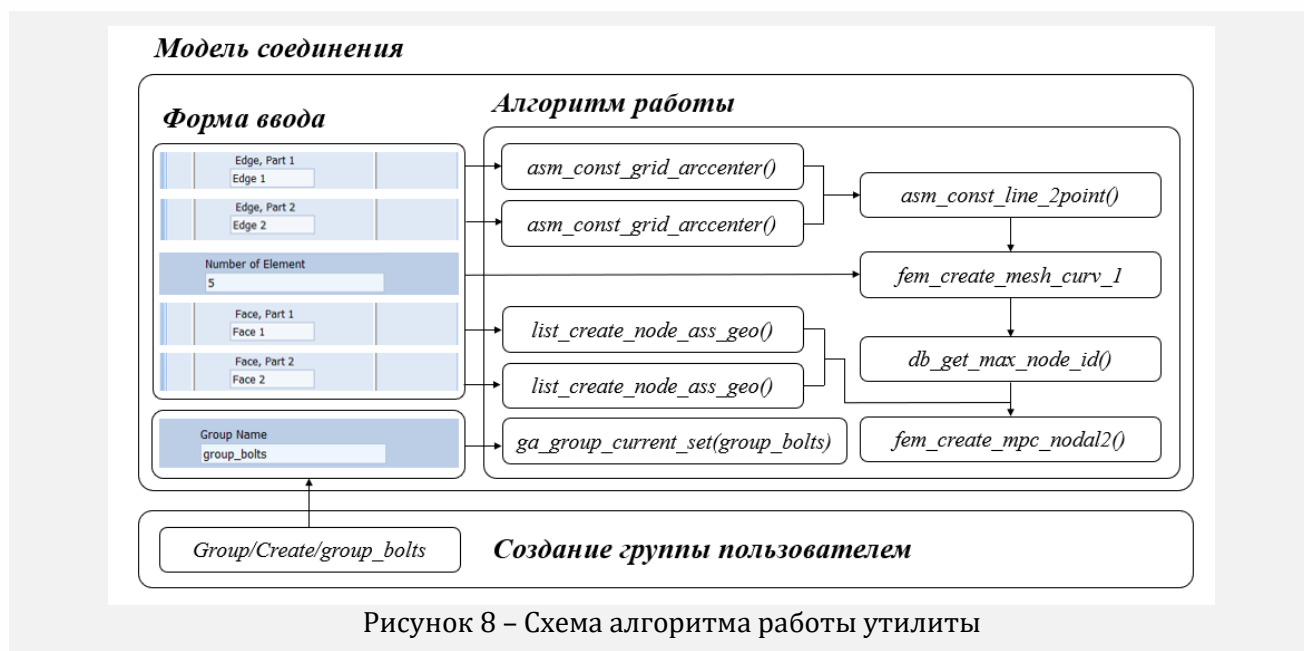 Модель соединения
Форма ввода
Алгоритм работы
Edge, Part 1
Edge 1
asm_const_grid_arccenter()
Edge, Part 2
Edge 2
asm_const_grid_arccenter()
asm_const_line_2point()
Number of Element
5
fem_create_mesh_curv_1
Face, Part 1
Face 1
list_create_node_ass_geo()
Face, Part 2
Face 2
list_create_node_ass_geo()
db_get_max_node_id()
Group Name
group_bolts
ga_group_current_set(group_bolts)
fem_create_mpc_nodal2()
Group/Create/group_bolts
Создание группы пользователем
Рисунок 8 – Схема алгоритма работы утилиты